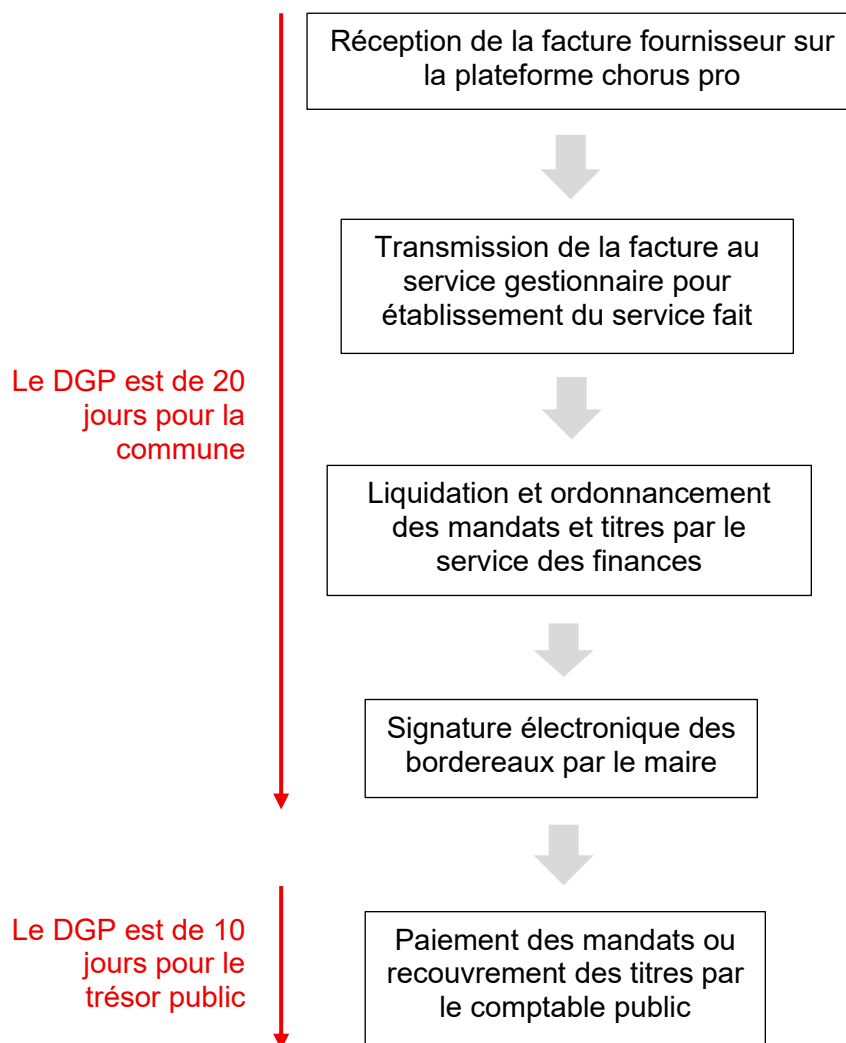 Réception de la facture fournisseur sur
la plateforme chorus pro
Transmission de la facture au
service gestionnaire pour
établissement du service fait
Le DGP est de 20
jours pour la
commune
Liquidation et ordonnancement
des mandats et titres par le
service des finances
Signature électronique des
bordereaux par le maire
Le DGP est de 10
jours pour le
trésor public
Paiement des mandats ou
recouvrement des titres par
le comptable public